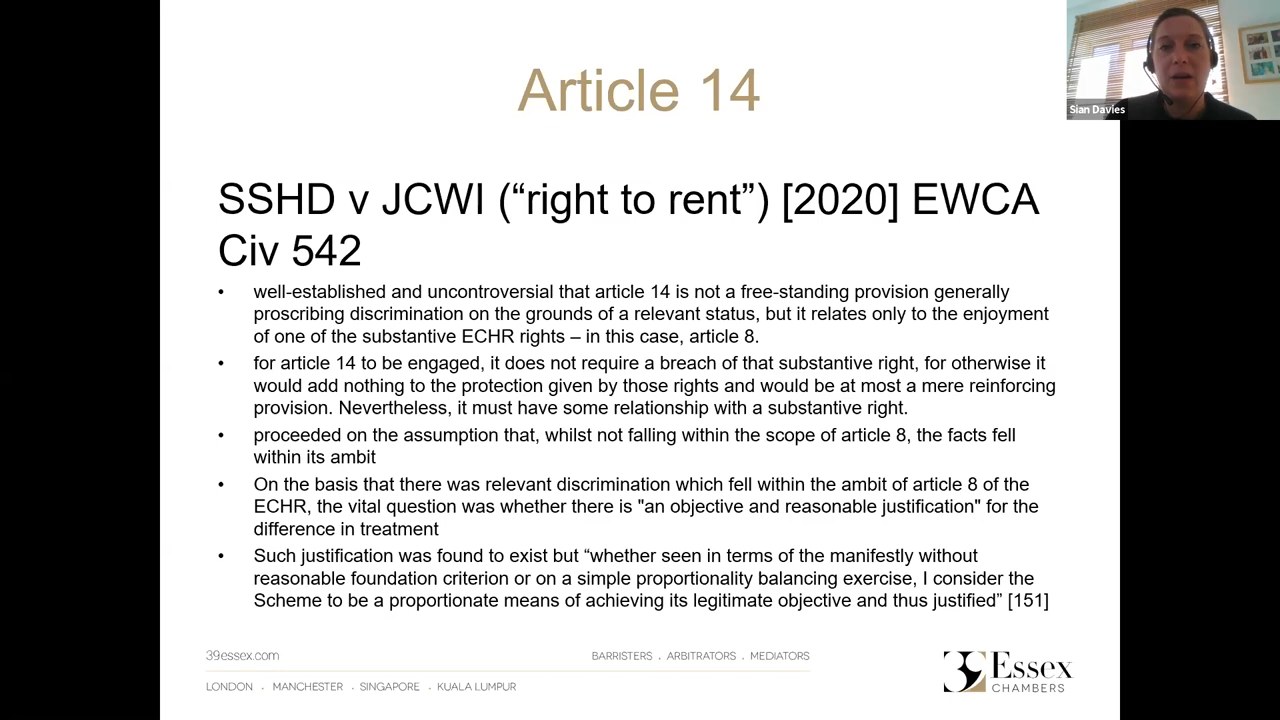 Article 14
Sian Davies
SSHD v JCWI (“right to rent”) [2020] EWCA
Civ 542
• well-established and uncontroversial that article 14 is not a free-standing provision generally
proscribing discrimination on the grounds of a relevant status, but it relates only to the enjoyment
of one of the substantive ECHR rights – in this case, article 8.
• for article 14 to be engaged, it does not require a breach of that substantive right, for otherwise it
would add nothing to the protection given by those rights and would be at most a mere reinforcing
provision. Nevertheless, it must have some relationship with a substantive right.
• proceeded on the assumption that, whilst not falling within the scope of article 8, the facts fell
within its ambit
• On the basis that there was relevant discrimination which fell within the ambit of article 8 of the
ECHR, the vital question was whether there is "an objective and reasonable justification" for the
difference in treatment
• Such justification was found to exist but “whether seen in terms of the manifestly without
reasonable foundation criterion or on a simple proportionality balancing exercise, I consider the
Scheme to be a proportionate means of achieving its legitimate objective and thus justified” [151]
39essex.com
BARRISTERS . ARBITRATORS . MEDIATORS
LONDON . MANCHESTER . SINGAPORE . KUALA LUMPUR
39 Essex
CHAMBERS